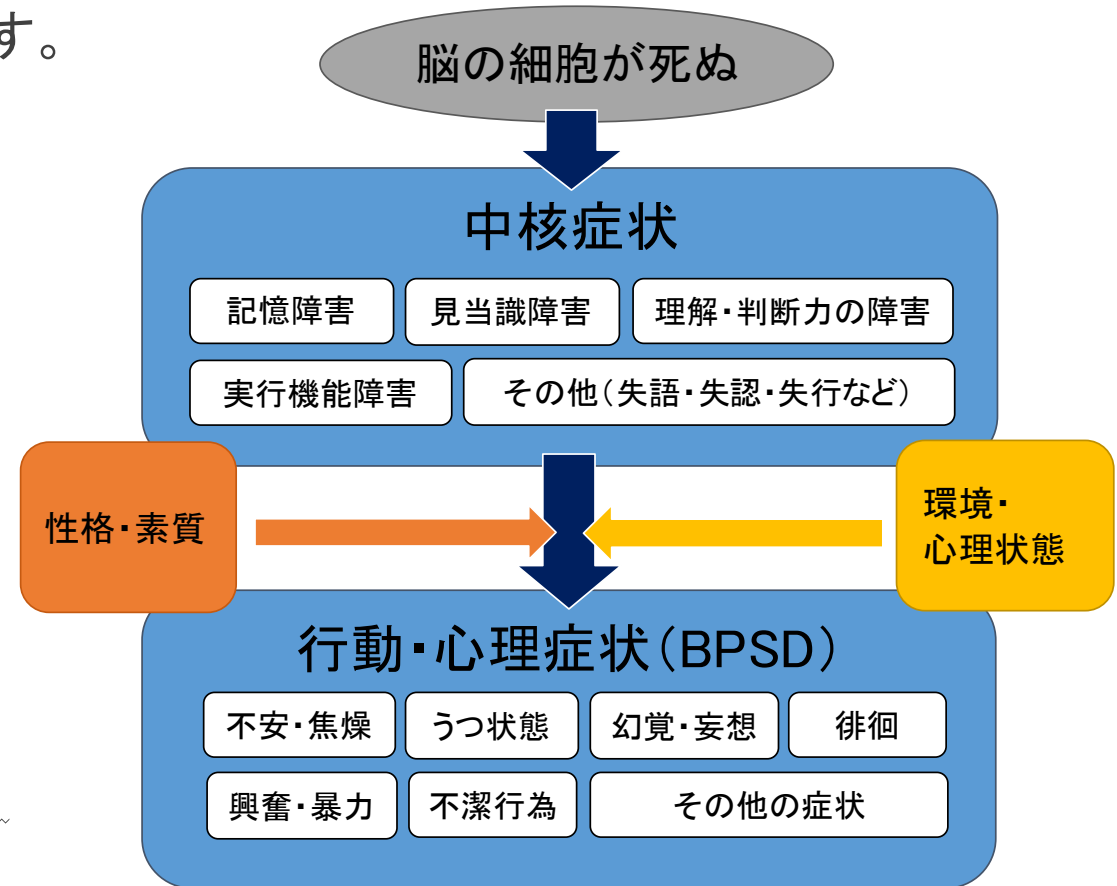 す。
脳の細胞が死ぬ
中核症状
記憶障害
見当識障害
理解・判断力の障害
実行機能障害
その他(失語・失認・失行など)
性格・素質
環境・
心理状態
行動・心理症状(BPSD)
不安・焦燥
うつ状態
幻覚・妄想
徘徊
興奮・暴力
不潔行為
その他の症状
~